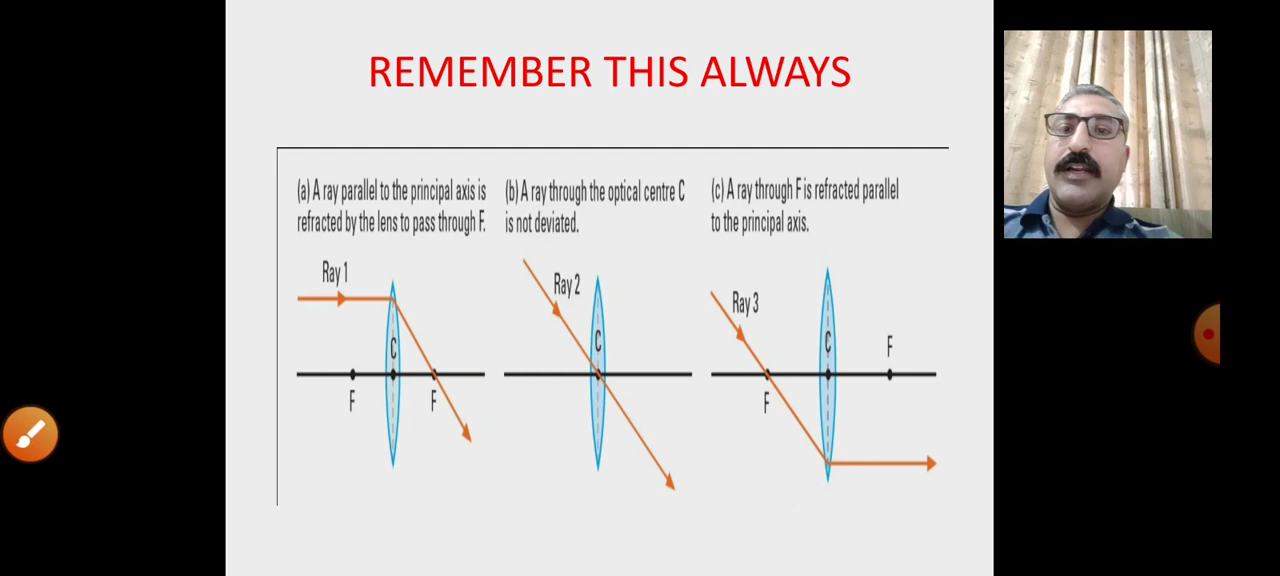 REMEMBER THIS ALWAYS
(a) A ray parallel to the principal axis is
refracted by the lens to pass through F.
(b) A ray through the optical centre C
is not deviated.
(c) A ray through F is refracted parallel
to the principal axis.
Ray 1
C
F
F
Ray 2
C
Ray 3
C
F
F